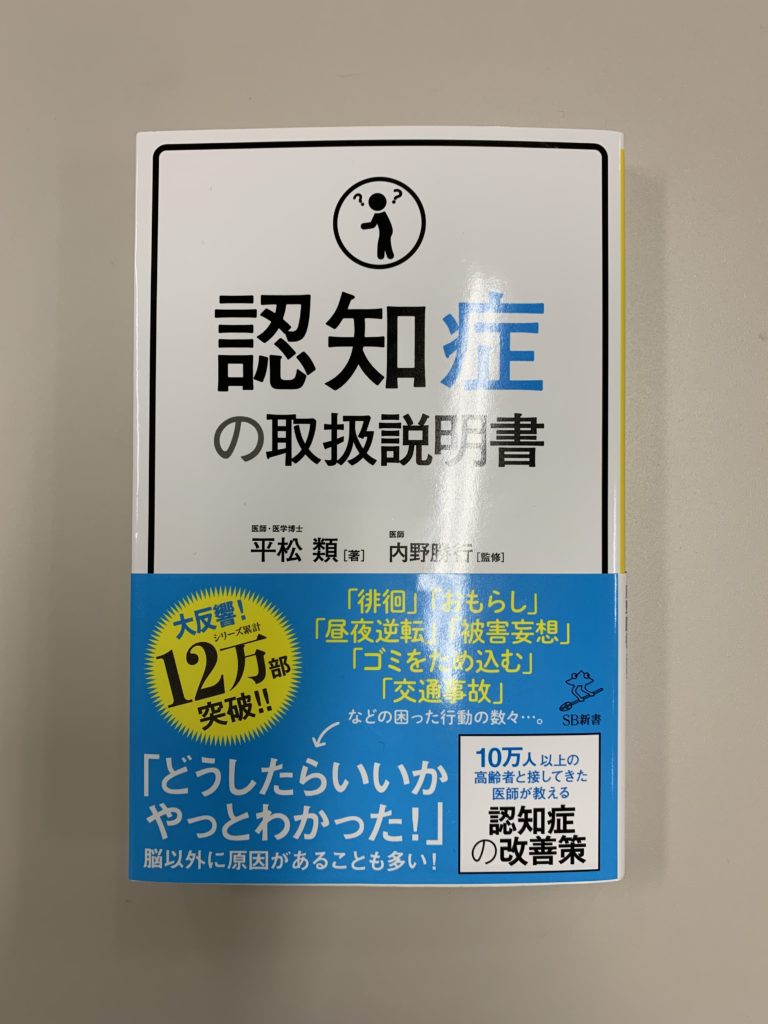 ? ?
認知症
の取扱説明書
医師・医学博士
平松 類[著]
医師
内野勝行[監修]
大反響!
シリーズ累計
12万部
突破!!
「徘徊」「おもらし」
「昼夜逆転」「被害妄想」
「ゴミをため込む」
「交通事故」
などの困った行動の数々…。
「どうしたらいいか
やっとわかった!」
脳以外に原因があることも多い!
SB新書
10万人以上の
高齢者と接してきた
医師が教える
認知症
の改善策